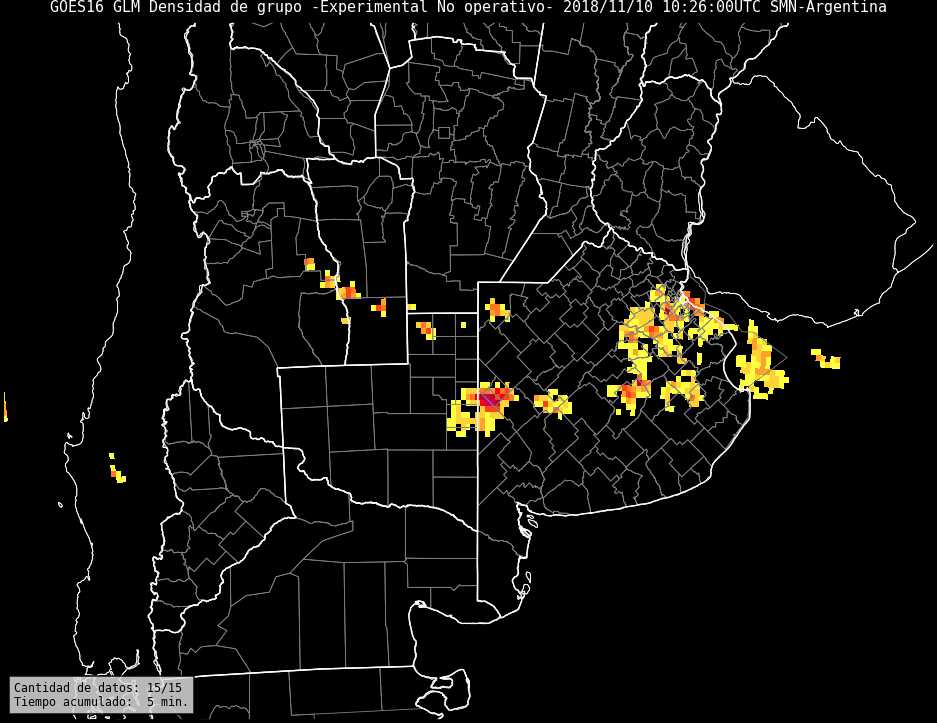 GOES16 GLM Densidad de grupo -Experimental No operativo- 2018/11/10 10:26:00UTC SMN-Argentina
Cantidad de datos: 15/15
Tiempo acumulado:  5 min.